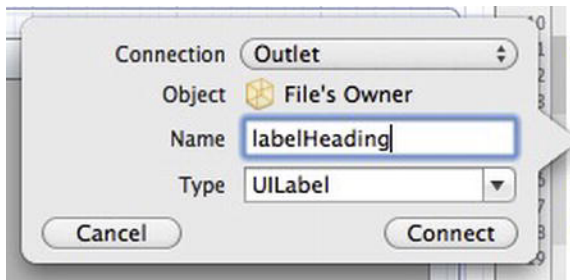 Connection Outlet
Object File's Owner
Name labelHeading
Type UILabel
Cancel Connect